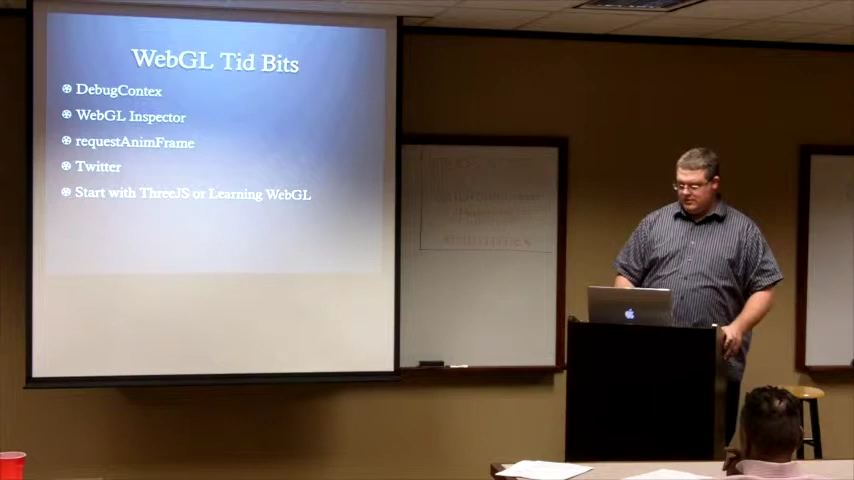 WebGL Tid Bits
DebugContex
WebGL Inspector
requestAnimFrame
Twitter
Start with ThreeJS or Learning WebGL